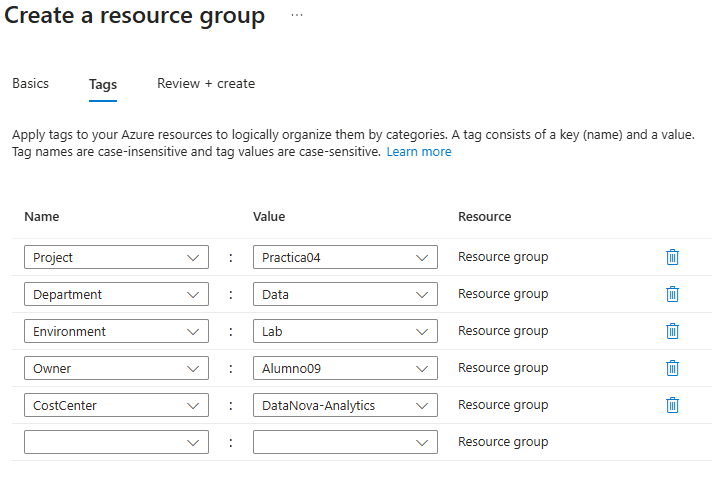 Create a resource group ...
Basics Tags Review + create
Apply tags to your Azure resources to logically organize them by categories. A tag consists of a key (name) and a value.
Tag names are case-insensitive and tag values are case-sensitive. Learn more
Name Value Resource
Project : Practica04 Resource group
Department : Data Resource group
Environment : Lab Resource group
Owner : Alumno09 Resource group
CostCenter : DataNova-Analytics Resource group
: Resource group